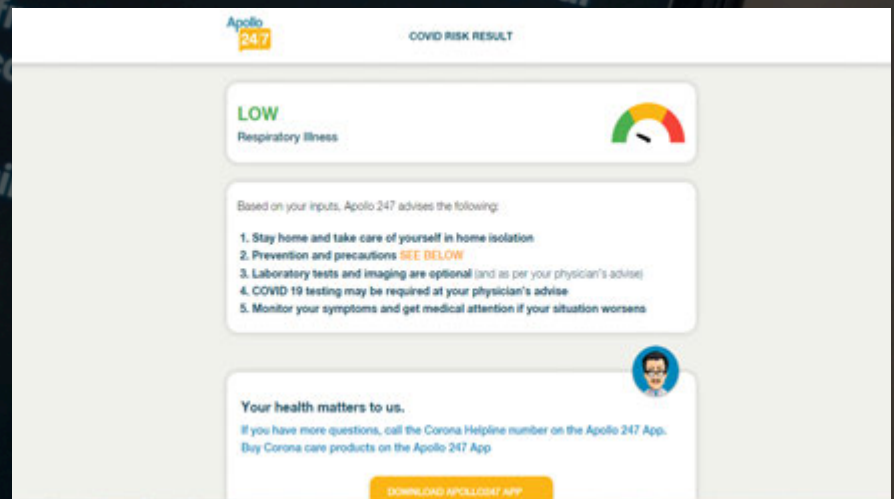 Apollo
24|7
COVID RISK RESULT
LOW
Respiratory Illness
Based on your inputs, Apollo 247 advises the following:
1. Stay home and take care of yourself in home isolation
2. Prevention and precautions SEE BELOW
3. Laboratory tests and imaging are optional (and as per your physician's advise)
4. COVID 19 testing may be required at your physician's advise
5. Monitor your symptoms and get medical attention if your situation worsens
Your health matters to us.
If you have more questions, call the Corona Helpline number on the Apollo 247 App.
Buy Corona care products on the Apollo 247 App
DOWNLOAD APOLLO247 APP